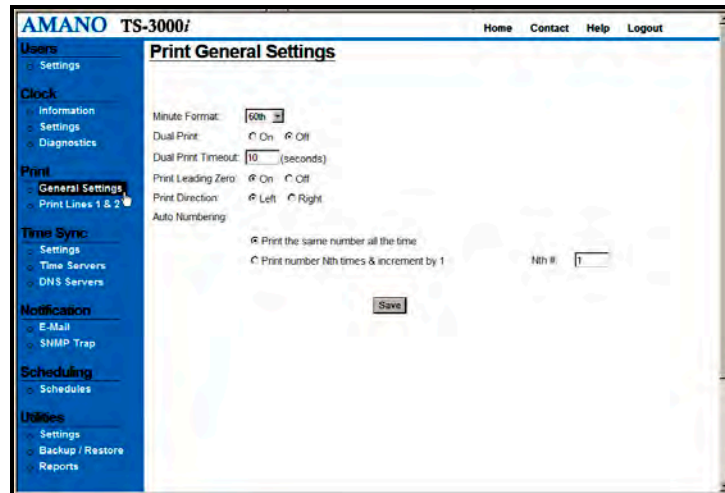 AMANO TS-3000i
Home Contact Help Logout
Users
Settings
Clock
Information
Settings
Diagnostics
Print
General Settings
Print Lines 1 & 2
Time Sync
Settings
Time Servers
DNS Servers
Notification
E-Mail
SNMP Trap
Scheduling
Schedules
Utilities
Settings
Backup / Restore
Reports
Print General Settings
Minute Format: 60th
Dual Print: On Off
Dual Print Timeout: 10 (seconds)
Print Leading Zero: On Off
Print Direction: Left Right
Auto Numbering:
Print the same number all the time
Print number Nth times & increment by 1 Nth #: 1
Save